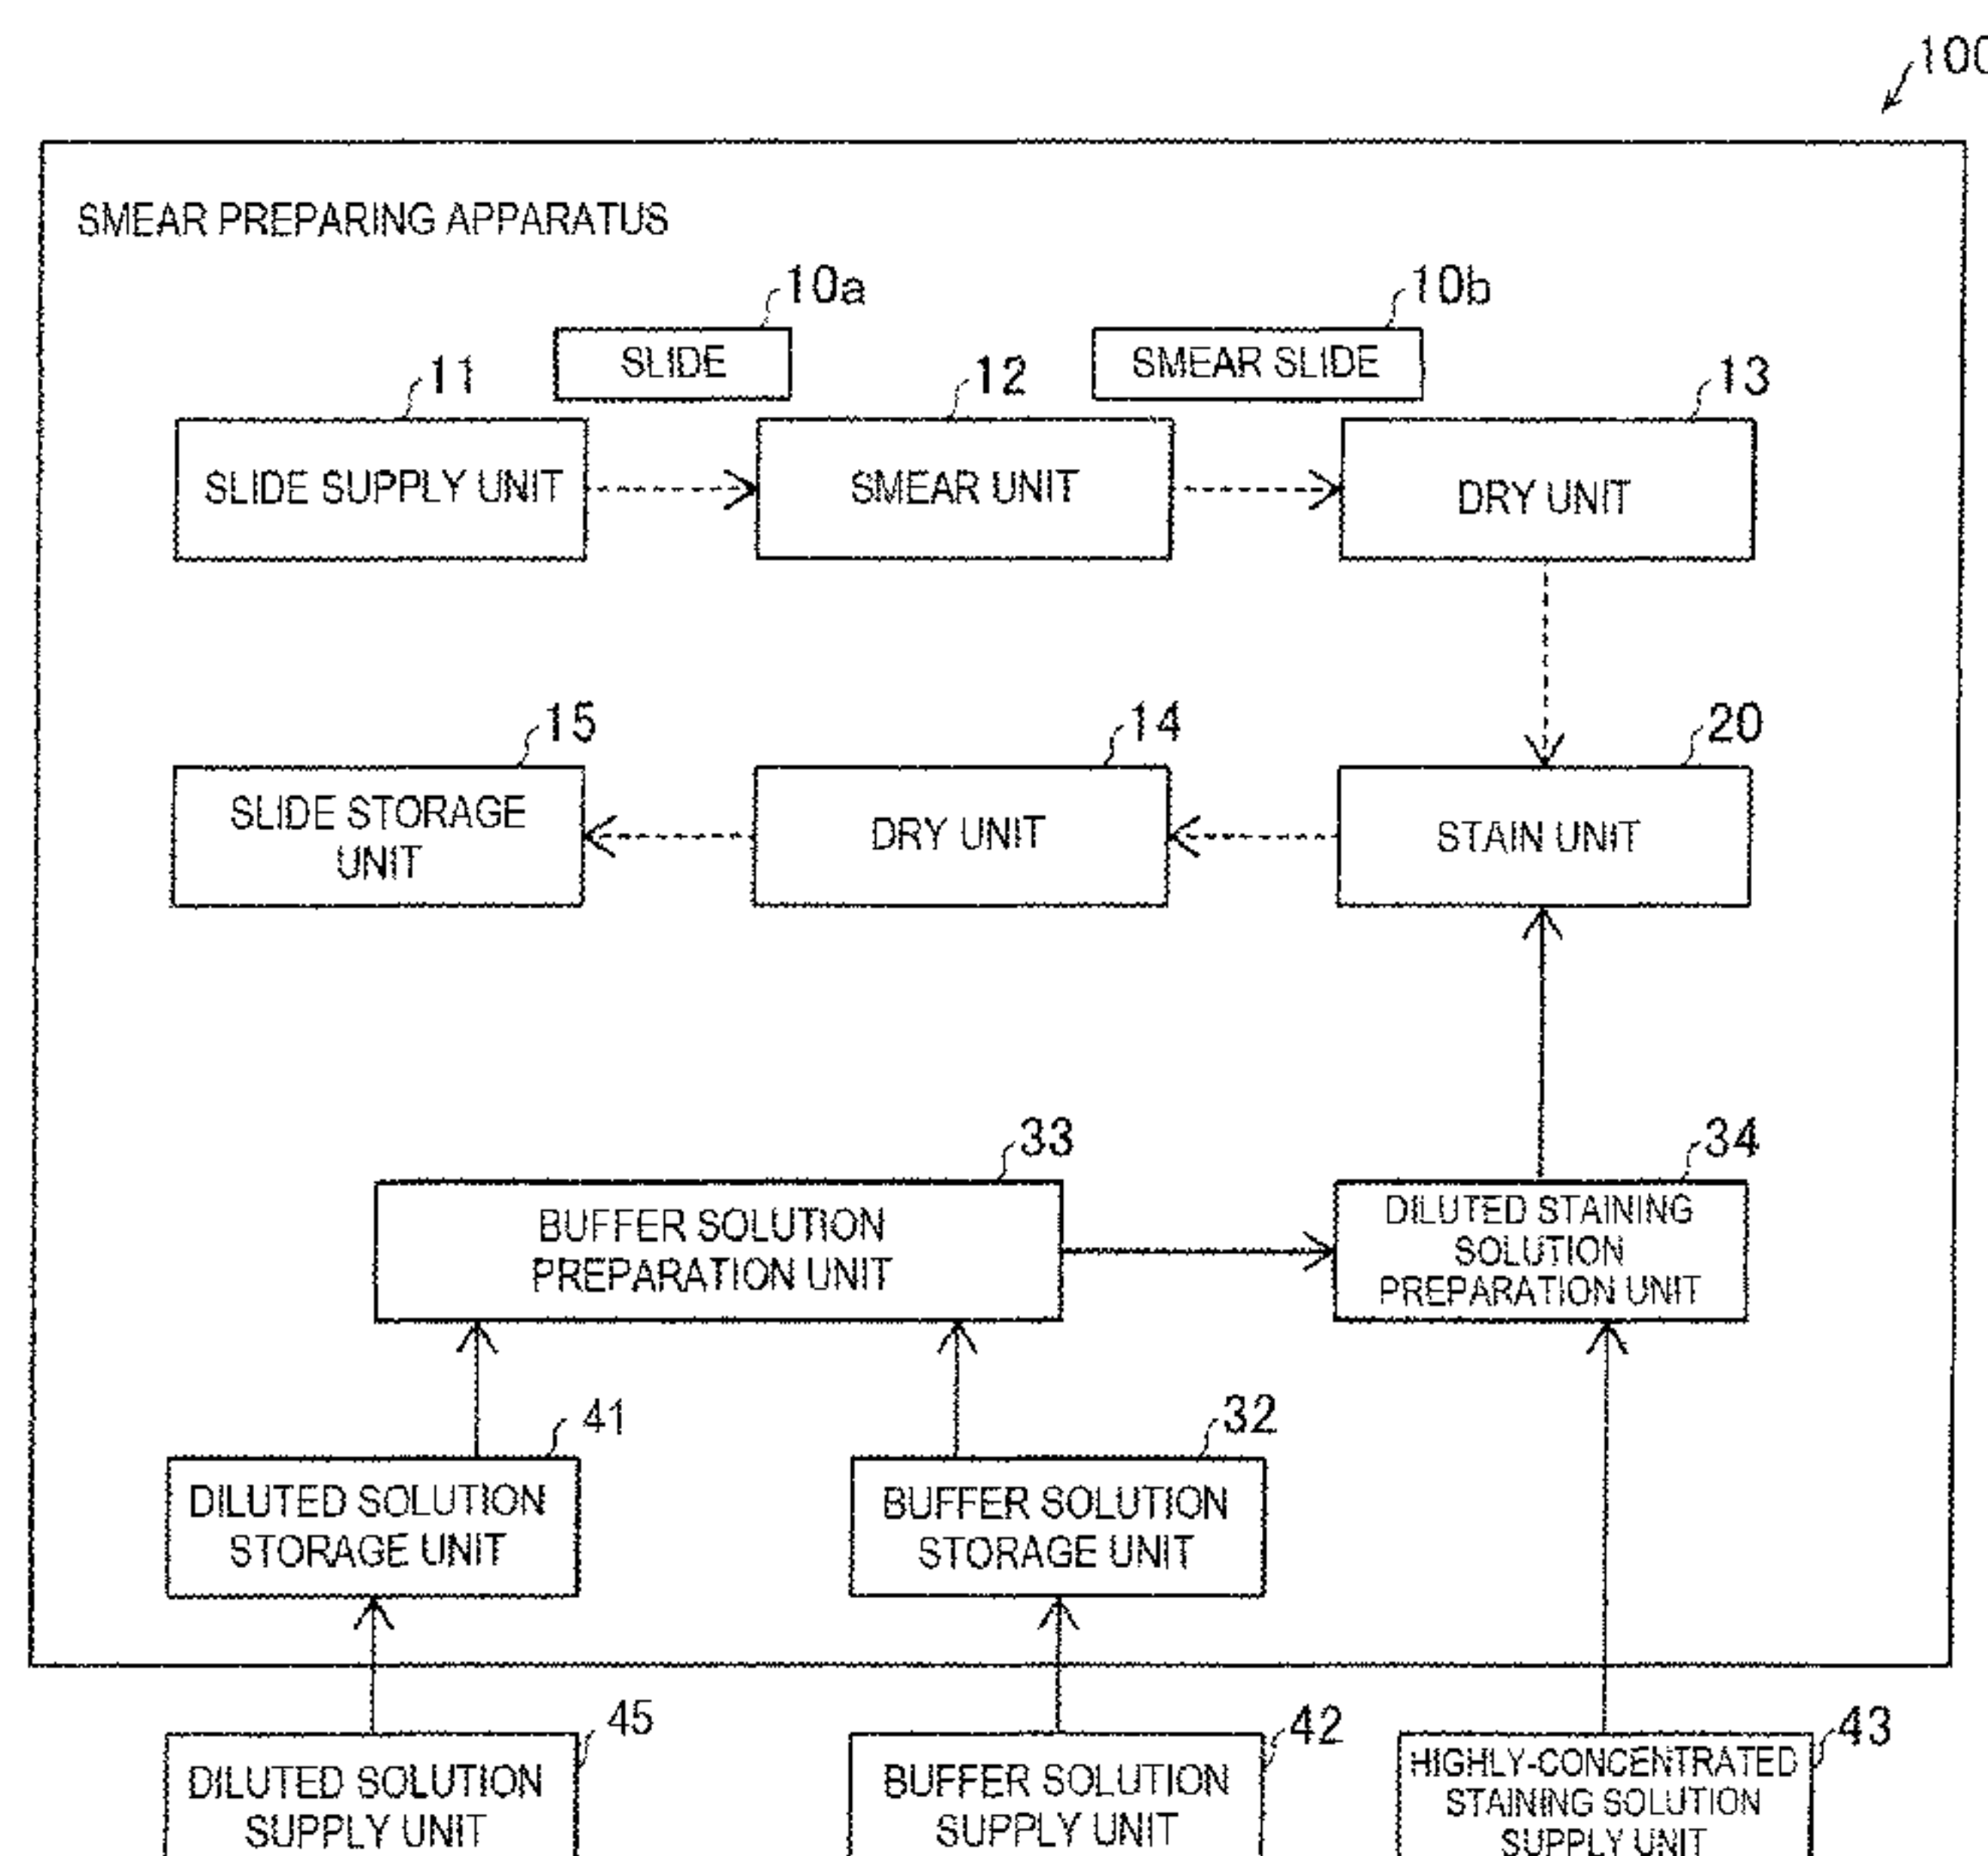 100
SMEAR PREPARING APPARATUS
10a
10b
SLIDE
SMEAR SLIDE
11
12
13
SLIDE SUPPLY UNIT
SMEAR UNIT
DRY UNIT
15
14
20
SLIDE STORAGE
UNIT
DRY UNIT
STAIN UNIT
33
34
BUFFER SOLUTION
PREPARATION UNIT
DILUTED STAINING
SOLUTION
PREPARATION UNIT
41
32
DILUTED SOLUTION
STORAGE UNIT
BUFFER SOLUTION
STORAGE UNIT
45
42
43
DILUTED SOLUTION
SUPPLY UNIT
BUFFER SOLUTION
SUPPLY UNIT
HIGHLY-CONCENTRATED
STAINING SOLUTION
SUPPLY UNIT